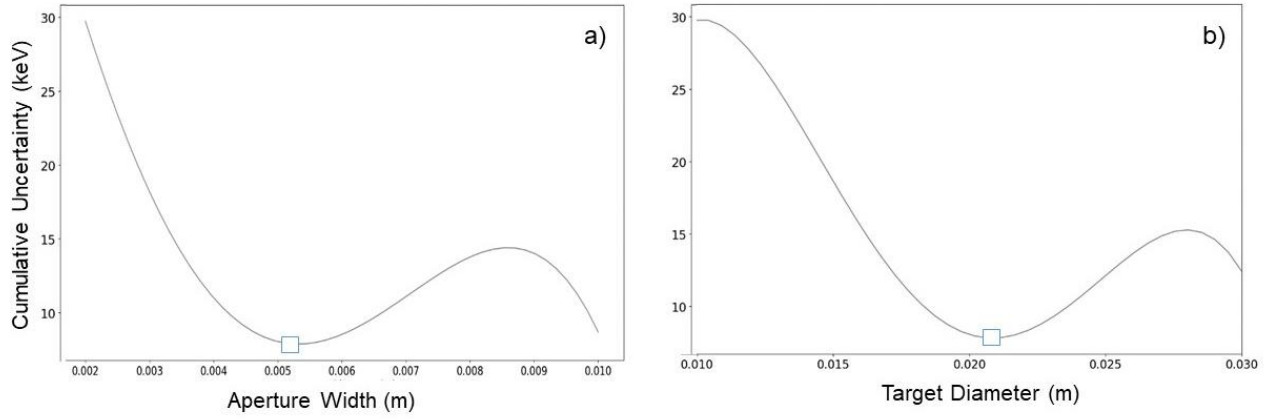 a)
30
25
20
15
10
Cumulative Uncertainty (keV)
0.002 0.003 0.004 0.005 0.006 0.007 0.008 0.009 0.010
Aperture Width (m)
b)
30
25
20
15
10
0.010 0.015 0.020 0.025 0.030
Target Diameter (m)